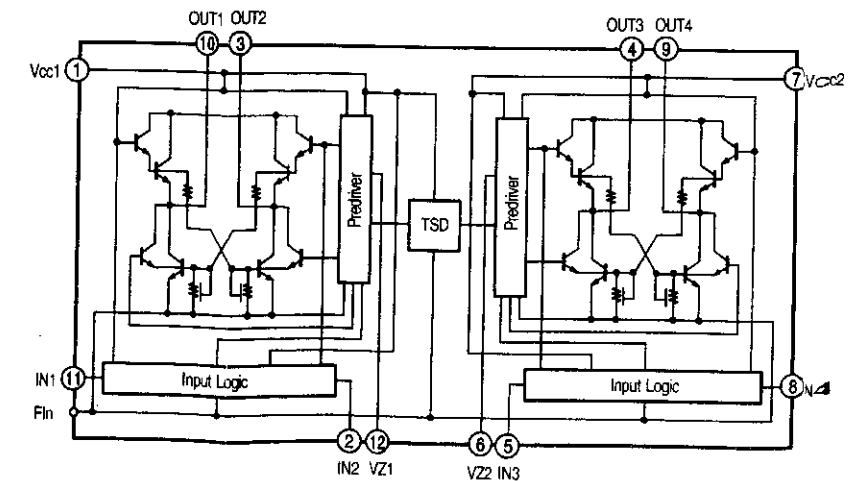 OUT1 OUT2
OUT3 OUT4
10 3
4 9
Vcc1 1
7 Vcc2
Predriver
TSD
Predriver
IN1 11
Input Logic
Input Logic
8
FIn
2 12
6 5
IN2 VZ1
VZ2 IN3